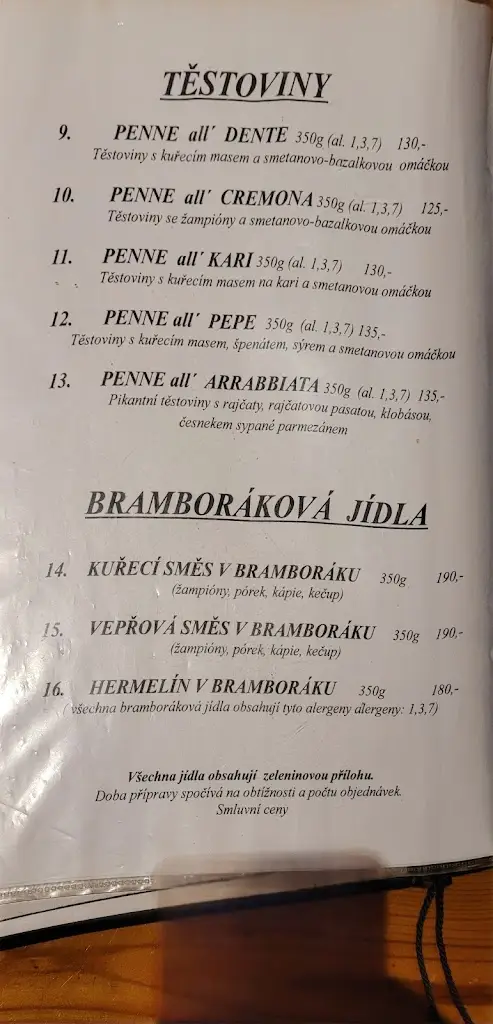 TĚSTOVINY
9. PENNE all´ DENTE 350g (al. 1,3,7) 130,-
Těstoviny s kuřecím masem a smetanovo-bazalkovou omáčkou
10. PENNE all´ CREMONA 350g (al. 1,3,7) 125,-
Těstoviny se žampióny a smetanovo-bazalkovou omáčkou
11. PENNE all´ KARI 350g (al. 1,3,7) 130,-
Těstoviny s kuřecím masem na kari a smetanovou omáčkou
12. PENNE all´ PEPE 350g (al. 1,3,7) 135,-
Těstoviny s kuřecím masem, špenátem, sýrem a smetanovou omáčkou
13. PENNE all´ ARRABBIATA 350g (al. 1,3,7) 135,-
Pikantní těstoviny s rajčaty, rajčatovou pasatou, klobásou,
česnekem sypané parmezánem
BRAMBORÁKOVÁ JÍDLA
14. KUŘECÍ SMĚS V BRAMBORÁKU 350g 190,-
(žampióny, pórek, kápie, kečup)
15. VEPŘOVÁ SMĚS V BRAMBORÁKU 350g 190,-
(žampióny, pórek, kápie, kečup)
16. HERMELÍN V BRAMBORÁKU 350g 180,-
( všechna bramboráková jídla obsahují tyto alergeny alergeny: 1,3,7)
Všechna jídla obsahují zeleninovou přílohu.
Doba přípravy spočívá na obtížnosti a počtu objednávek.
Smluvní ceny